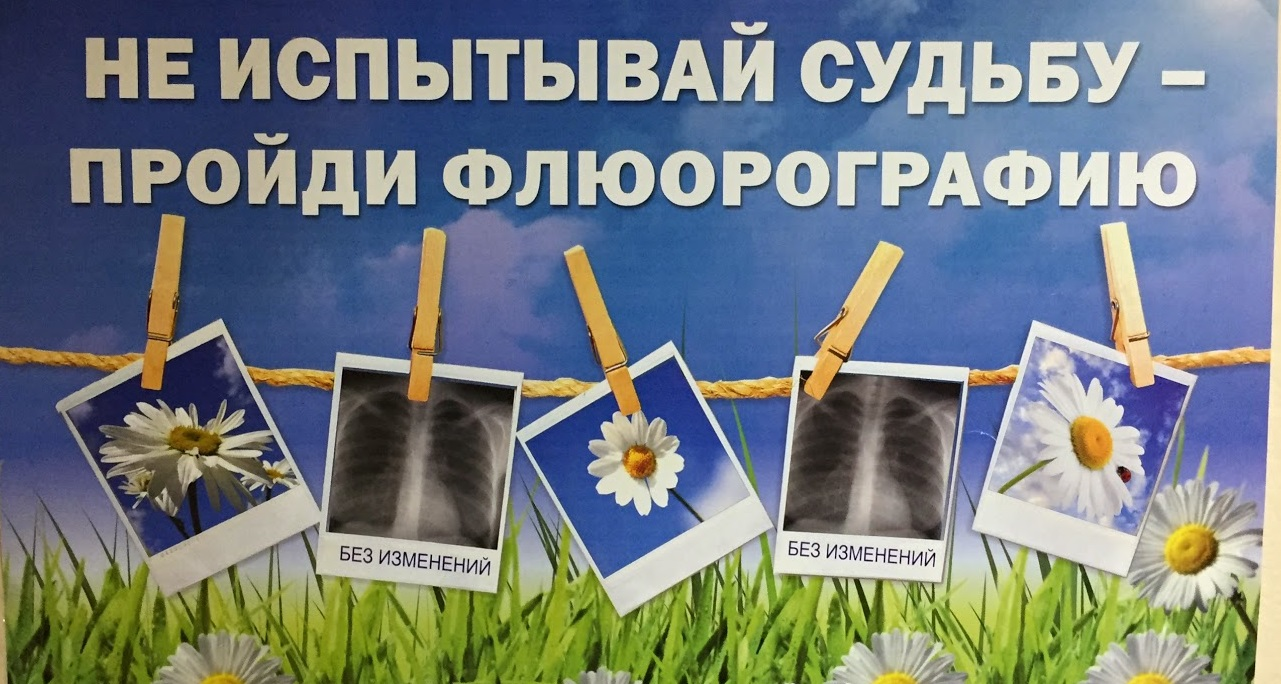 НЕ ИСПЫТЫВАЙ СУДЬБУ –
ПРОЙДИ ФЛЮОРОГРАФИЮ
БЕЗ ИЗМЕНЕНИЙ
БЕЗ ИЗМЕНЕНИЙ